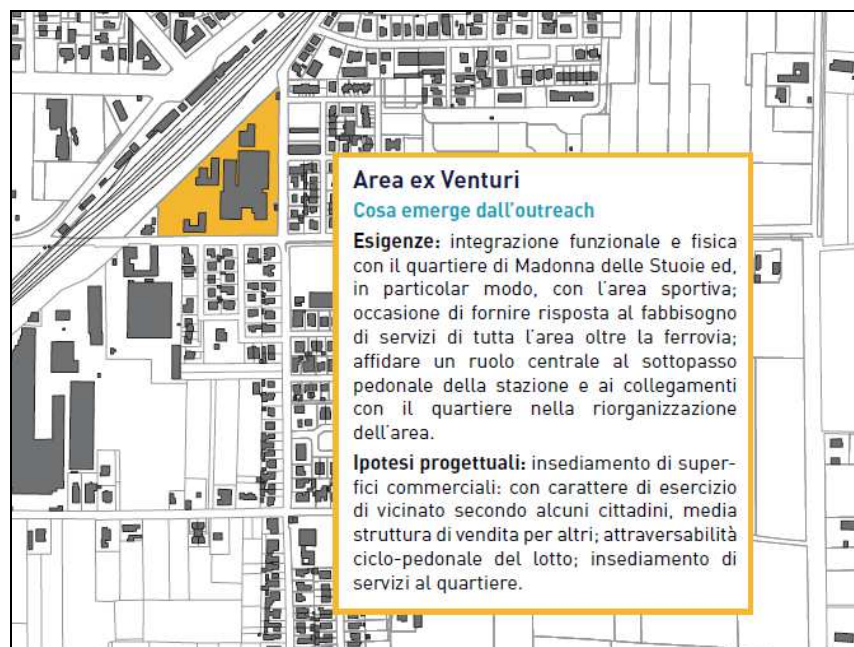 Area ex Venturi
Cosa emerge dall'outreach
Esigenze: integrazione funzionale e fisica
con il quartiere di Madonna delle Stuoie ed,
in particolar modo, con l'area sportiva;
occasione di fornire risposta al fabbisogno
di servizi di tutta l'area oltre la ferrovia;
affidare un ruolo centrale al sottopasso
pedonale della stazione e ai collegamenti
con il quartiere nella riorganizzazione
dell'area.
Ipotesi progettuali: insediamento di super-
fici commerciali: con carattere di esercizio
di vicinato secondo alcuni cittadini, media
struttura di vendita per altri; attraversabilità
ciclo-pedonale del lotto; insediamento di
servizi al quartiere.